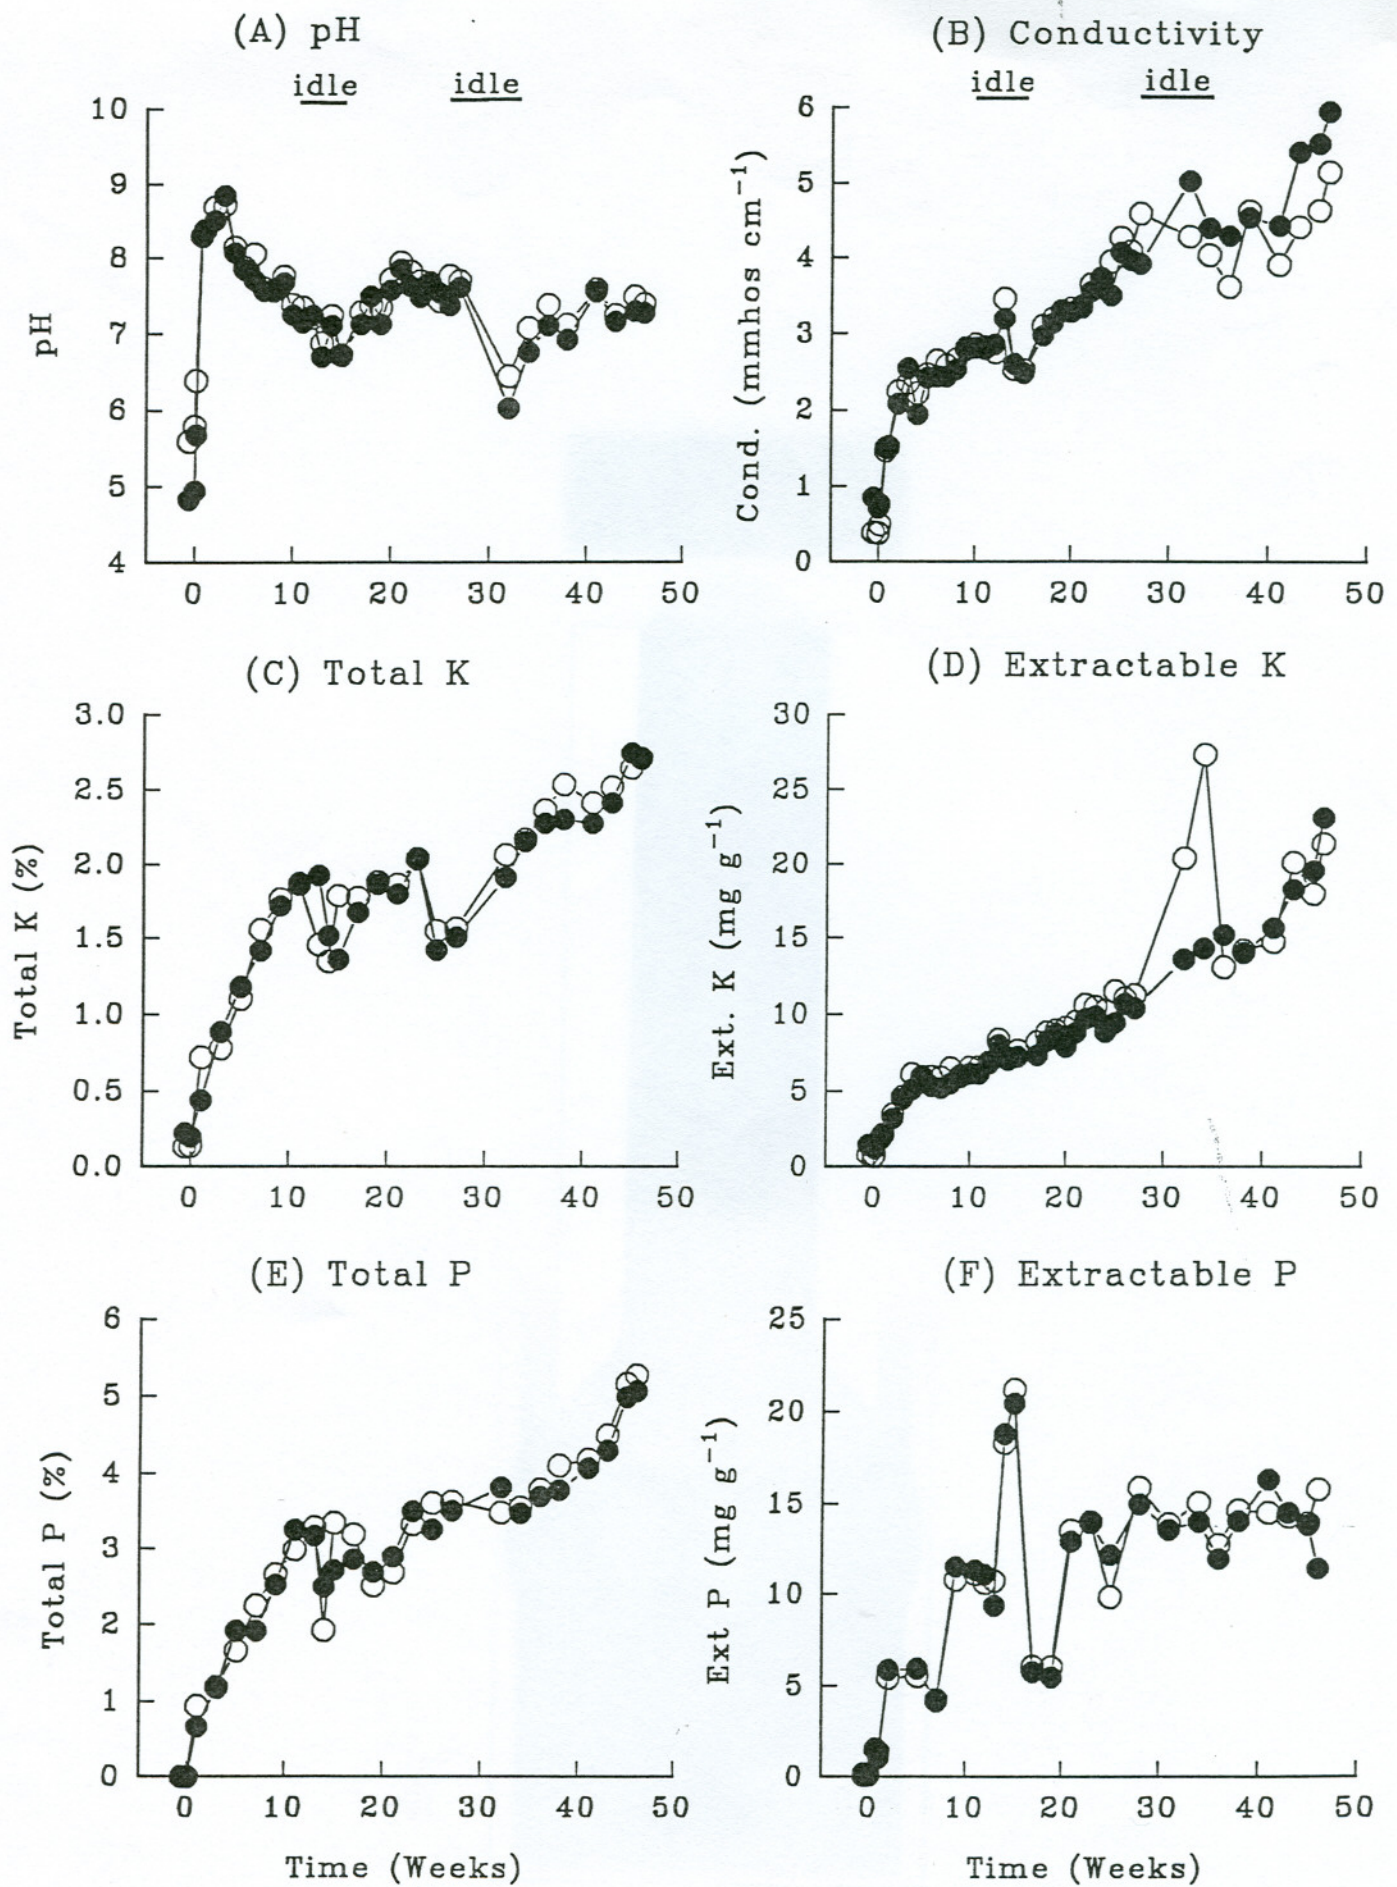 (A) pH
idle idle
10
9
8
7
6
5
4
pH
0 10 20 30 40 50
(B) Conductivity
idle idle
6
5
4
3
2
1
0
Cond. (mmhos cm⁻¹)
0 10 20 30 40 50
(C) Total K
3.0
2.5
2.0
1.5
1.0
0.5
0.0
Total K (%)
0 10 20 30 40 50
(D) Extractable K
30
25
20
15
10
5
0
Ext. K (mg g⁻¹)
0 10 20 30 40 50
(E) Total P
6
5
4
3
2
1
0
Total P (%)
0 10 20 30 40 50
Time (Weeks)
(F) Extractable P
25
20
15
10
5
0
Ext P (mg g⁻¹)
0 10 20 30 40 50
Time (Weeks)